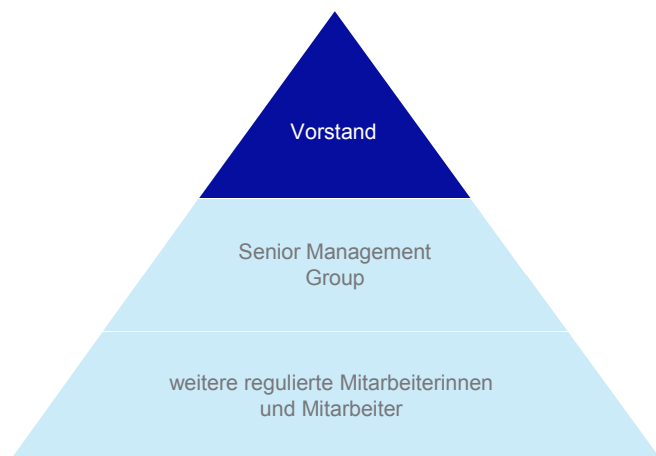 Vorstand
Senior Management
Group
weitere regulierte Mitarbeiterinnen
und Mitarbeiter